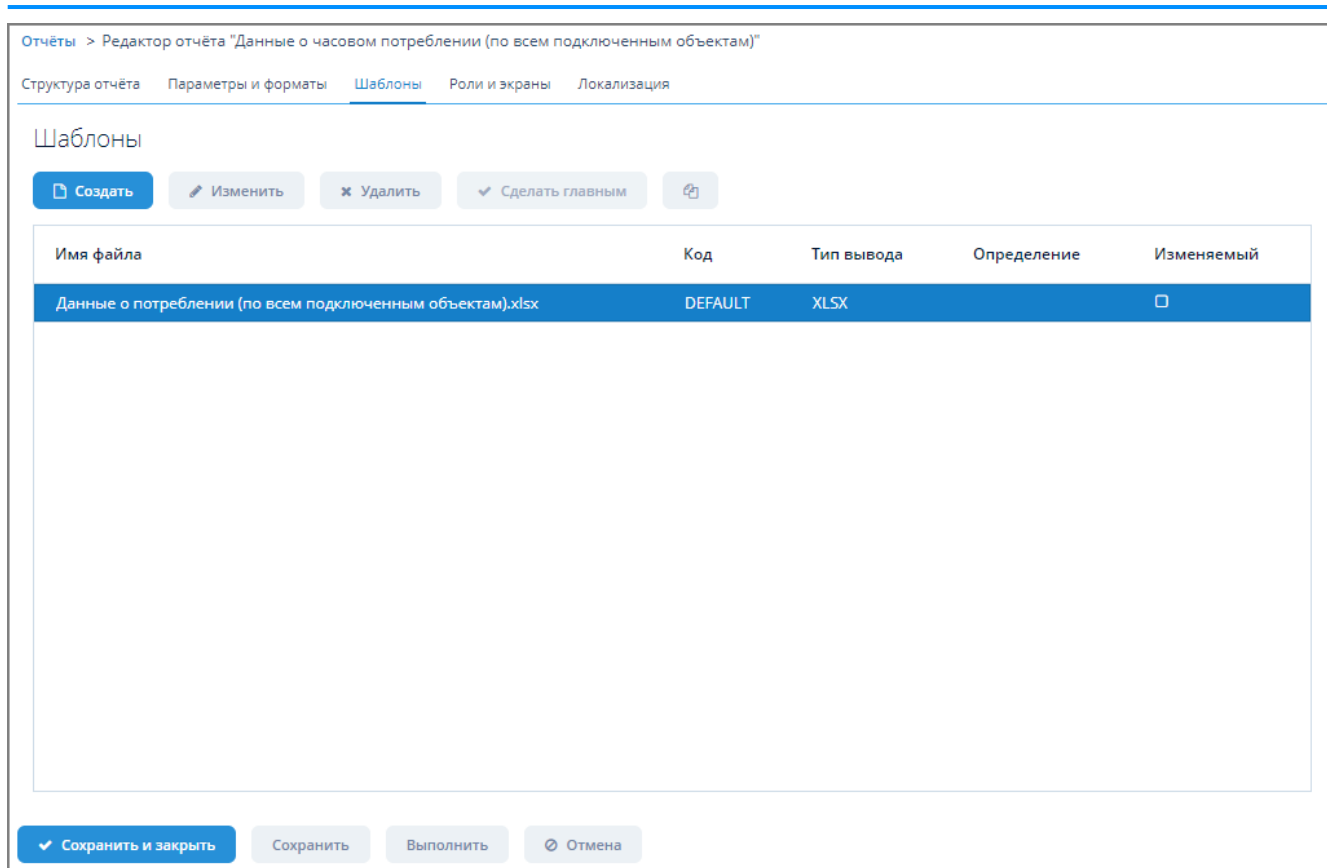 Отчёты > Редактор отчёта "Данные о часовом потреблении (по всем подключенным объектам)"
Структура отчёта Параметры и форматы Шаблоны Роли и экраны Локализация
Шаблоны
Создать Изменить Удалить Сделать главным
Имя файла Код Тип вывода Определение Изменяемый
Данные о потреблении (по всем подключенным объектам).xlsx DEFAULT XLSX
Сохранить и закрыть Сохранить Выполнить Отмена